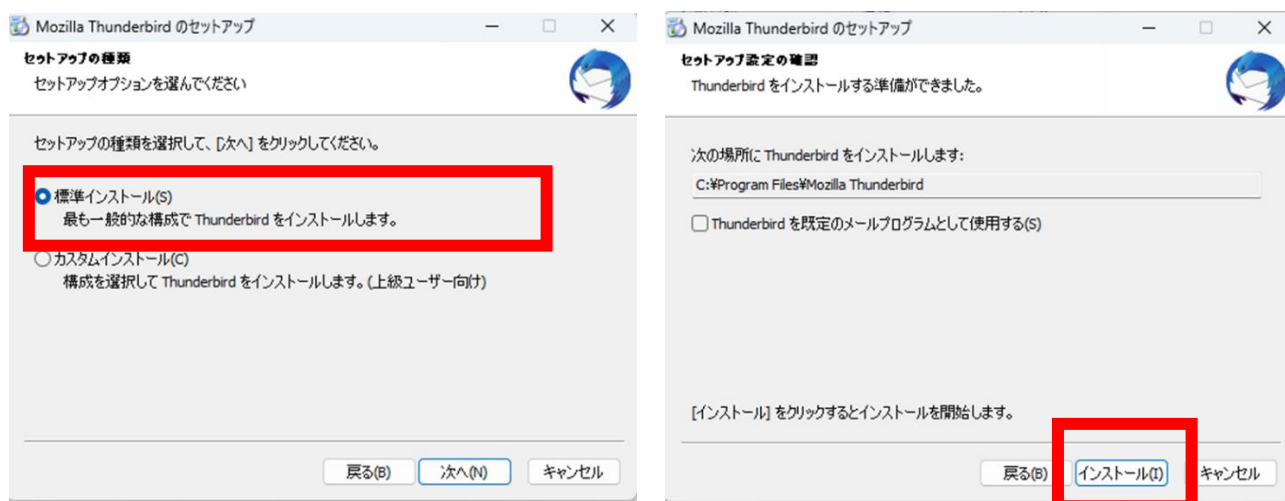 Mozilla Thunderbird のセットアップ
セットアップの種類
セットアップオプションを選んでください
セットアップの種類を選択して、[次へ] をクリックしてください。
標準インストール(S)
最も一般的な構成で Thunderbird をインストールします。
カスタムインストール(C)
構成を選択して Thunderbird をインストールします。(上級ユーザー向け)
戻る(B)
次へ(N)
キャンセル
Mozilla Thunderbird のセットアップ
セットアップ設定の確認
Thunderbird をインストールする準備ができました。
次の場所に Thunderbird をインストールします:
C:¥Program Files¥Mozilla Thunderbird
Thunderbird を既定のメールプログラムとして使用する(S)
[インストール] をクリックするとインストールを開始します。
戻る(B)
インストール(I)
キャンセル